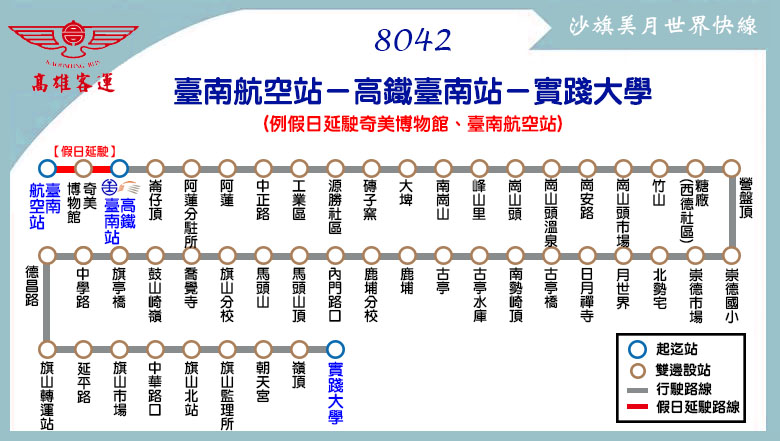 沙旗美月世界快線
8042
KAOHSIUNG BUS
高雄客運
臺南航空站－高鐵臺南站－實踐大學
(例假日延駛奇美博物館、臺南航空站)
【假日延駛】
臺南航空站
奇美博物館
高鐵臺南站
崙仔頂
阿蓮分駐所
阿蓮
中正路
工業區
源勝社區
磚子窯
大埤
南崗山
峰山里
崗山頭
崗山頭溫泉
崗安路
崗山頭市場
竹山
糖廠(西德社區)
營盤頂
德昌路
中學路
旗亭橋
鼓山崎嶺
喬覺寺
旗山分校
馬頭山
馬頭山頂
內門路口
鹿埔分校
鹿埔
古亭
古亭水庫
南勢崎頂
古亭橋
日月禪寺
月世界
北勢宅
崇德市場
崇德國小
旗山轉運站
延平路
旗山市場
中華路口
旗山北站
旗山監理所
朝天宮
嶺頂
實踐大學
起迄站
雙邊設站
行駛路線
假日延駛路線